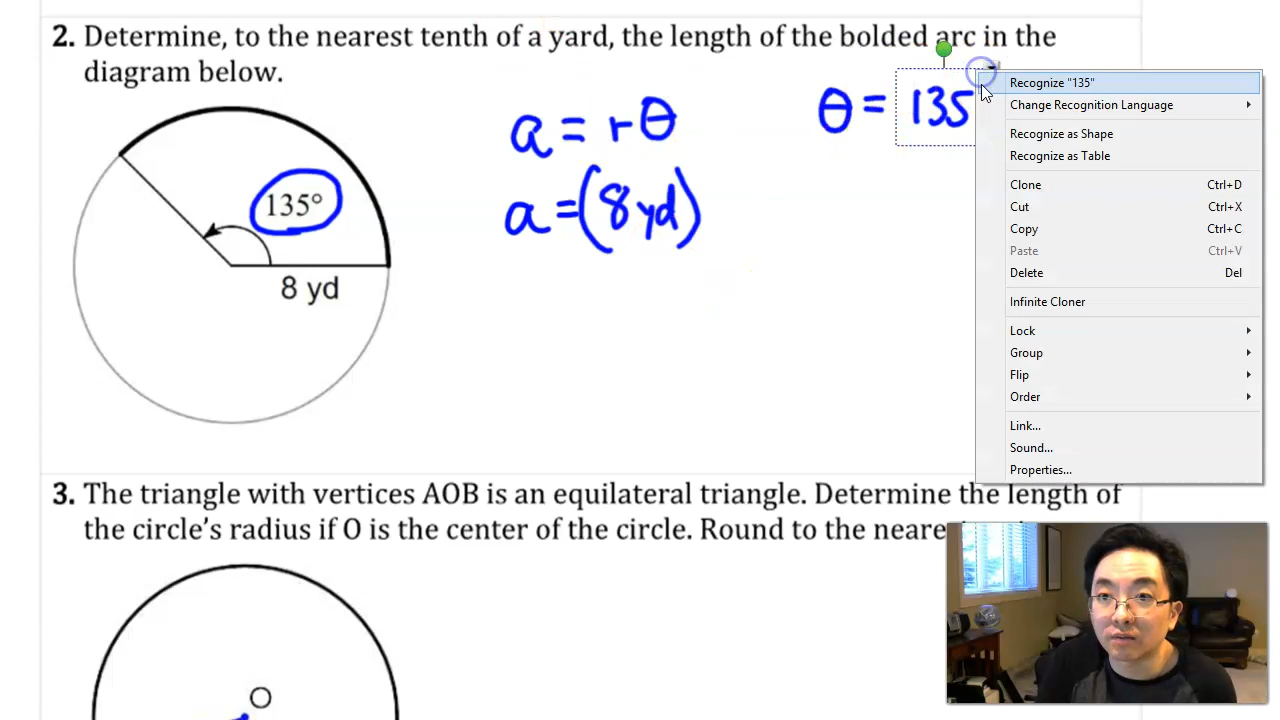 2. Determine, to the nearest tenth of a yard, the length of the bolded arc in the
diagram below.
135°
8 yd
a = rθ
a = (8yd)
θ = 135
Recognize "135"
Change Recognition Language
Recognize as Shape
Recognize as Table
Clone Ctrl+D
Cut Ctrl+X
Copy Ctrl+C
Paste Ctrl+V
Delete Del
Infinite Cloner
Lock
Group
Flip
Order
Link...
Sound...
Properties...
3. The triangle with vertices AOB is an equilateral triangle. Determine the length of
the circle's radius if O is the center of the circle. Round to the
O